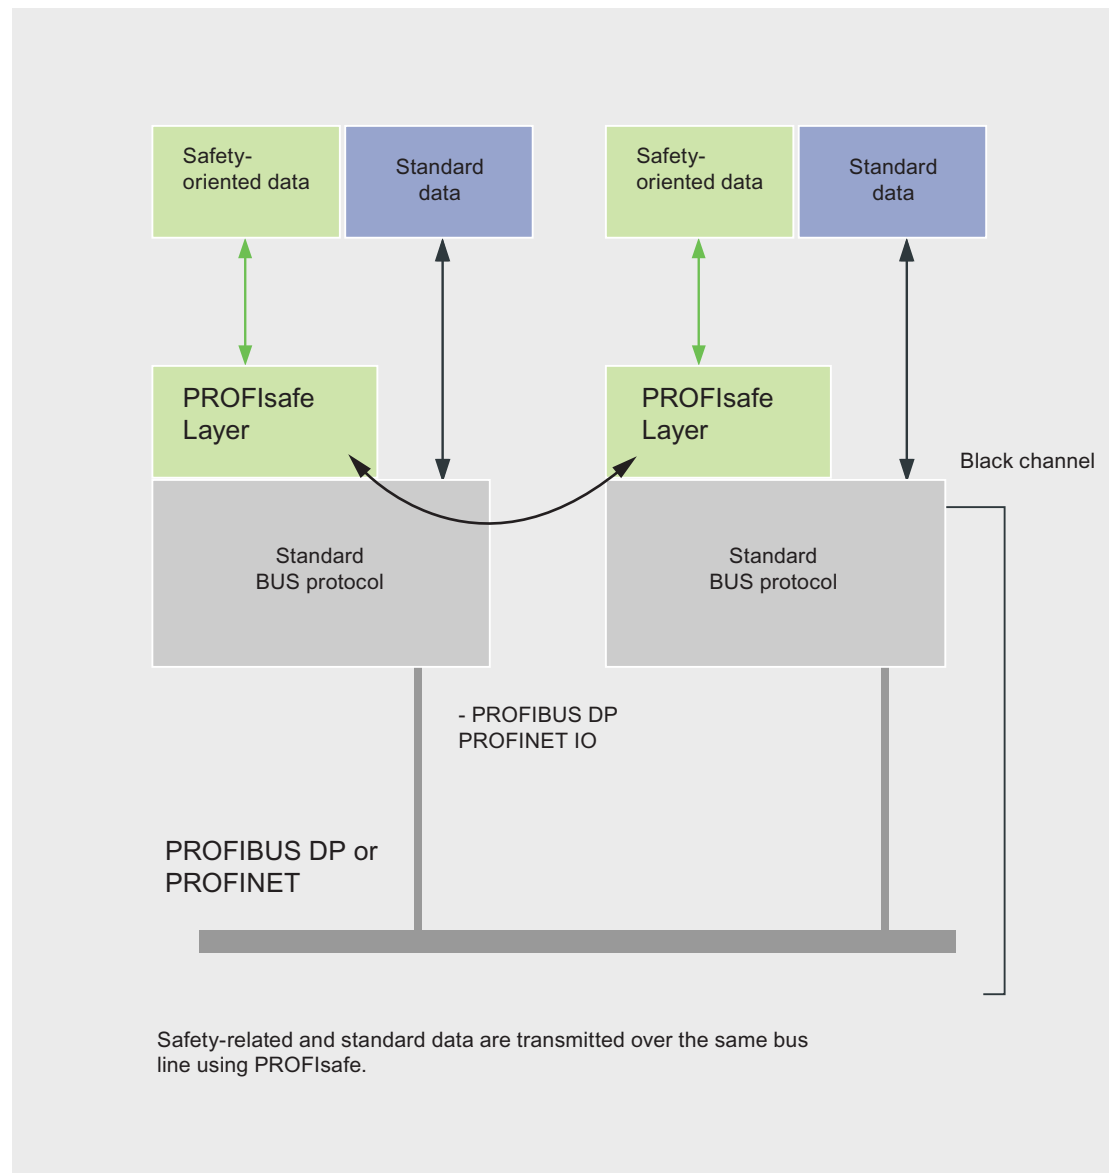 Safety-
oriented data
Standard
data
Safety-
oriented data
Standard
data
PROFIsafe
Layer
PROFIsafe
Layer
Black channel
Standard
BUS protocol
Standard
BUS protocol
- PROFIBUS DP
PROFINET IO
PROFIBUS DP or
PROFINET
Safety-related and standard data are transmitted over the same bus
line using PROFIsafe.